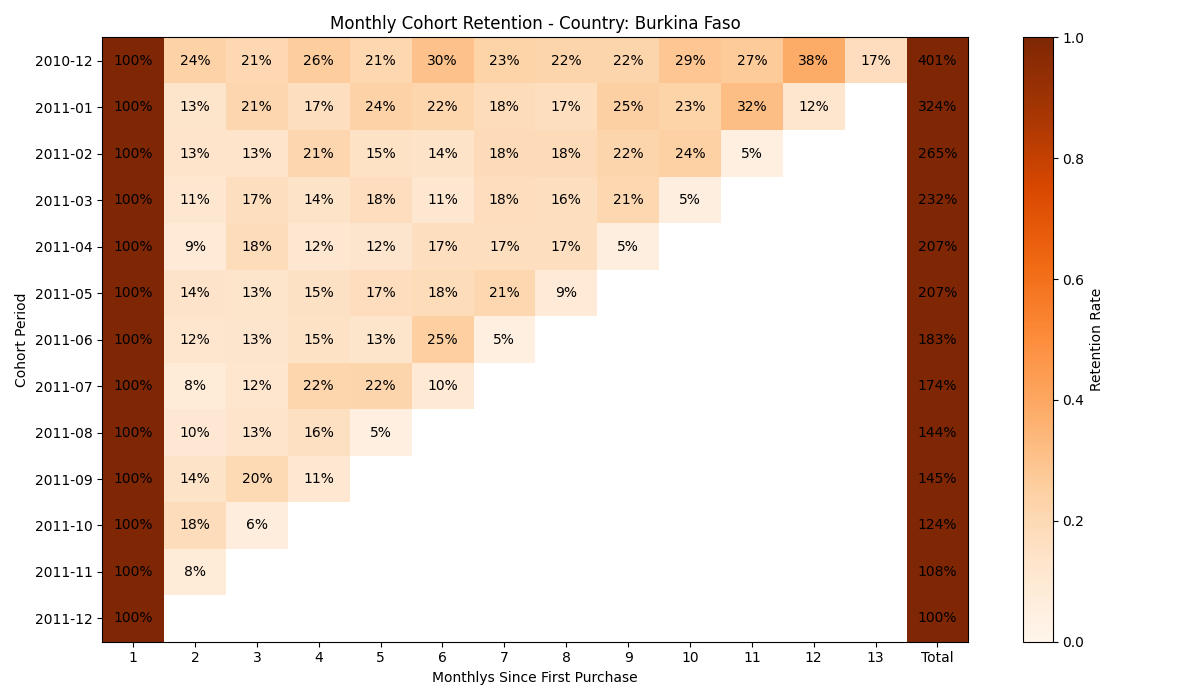 Monthly Cohort Retention - Country: Burkina Faso
2010-12 100% 24% 21% 26% 21% 30% 23% 22% 22% 29% 27% 38% 17% 401%
2011-01 100% 13% 21% 17% 24% 22% 18% 17% 25% 23% 32% 12% 324%
2011-02 100% 13% 13% 21% 15% 14% 18% 18% 22% 24% 5% 265%
2011-03 100% 11% 17% 14% 18% 11% 18% 16% 21% 5% 232%
2011-04 100% 9% 18% 12% 12% 17% 17% 17% 5% 207%
2011-05 100% 14% 13% 15% 17% 18% 21% 9% 207%
2011-06 100% 12% 13% 15% 13% 25% 5% 183%
2011-07 100% 8% 12% 22% 22% 10% 174%
2011-08 100% 10% 13% 16% 5% 144%
2011-09 100% 14% 20% 11% 145%
2011-10 100% 18% 6% 124%
2011-11 100% 8% 108%
2011-12 100% 100%
1 2 3 4 5 6 7 8 9 10 11 12 13 Total
Monthlys Since First Purchase
Cohort Period
1.0
0.8
0.6
0.4
0.2
0.0
Retention Rate